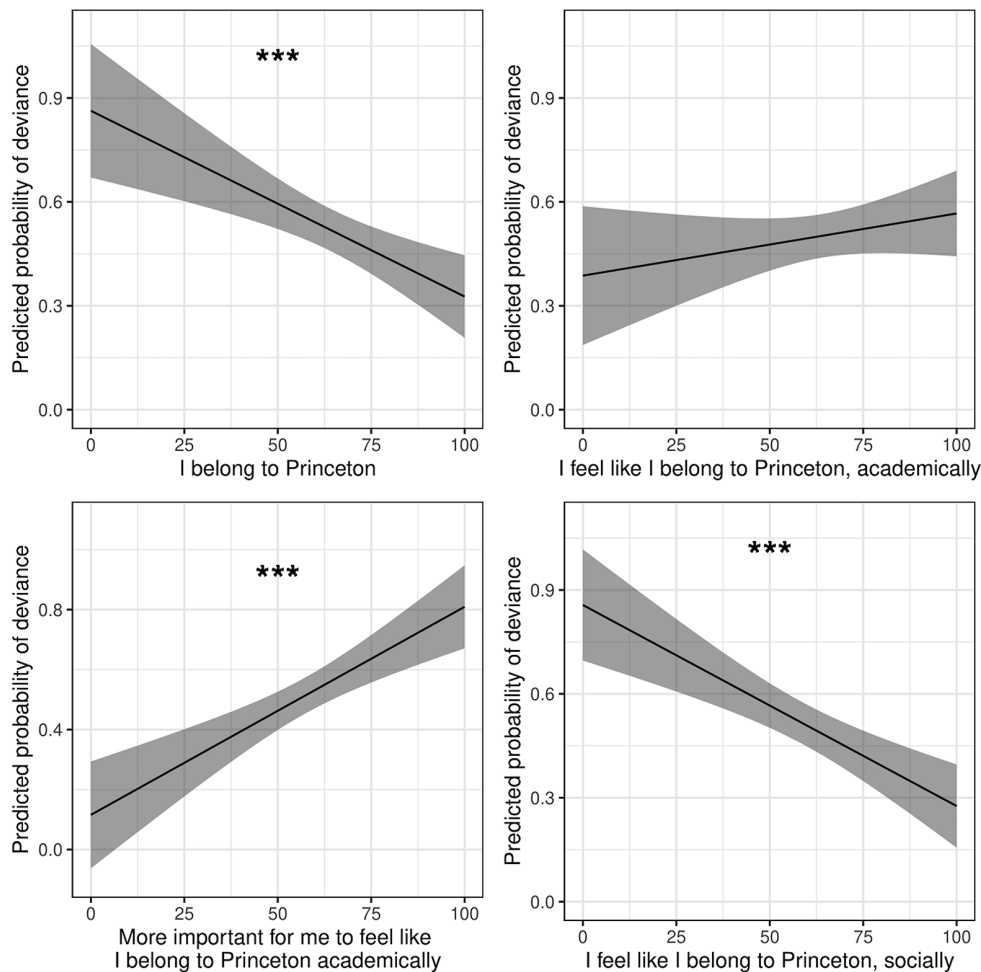 ***
Predicted probability of deviance
0.9
0.6
0.3
0.0
0 25 50 75 100
I belong to Princeton
Predicted probability of deviance
0.9
0.6
0.3
0.0
0 25 50 75 100
I feel like I belong to Princeton, academically
***
Predicted probability of deviance
0.8
0.4
0.0
0 25 50 75 100
More important for me to feel like
I belong to Princeton academically
***
Predicted probability of deviance
0.9
0.6
0.3
0.0
0 25 50 75 100
I feel like I belong to Princeton, socially